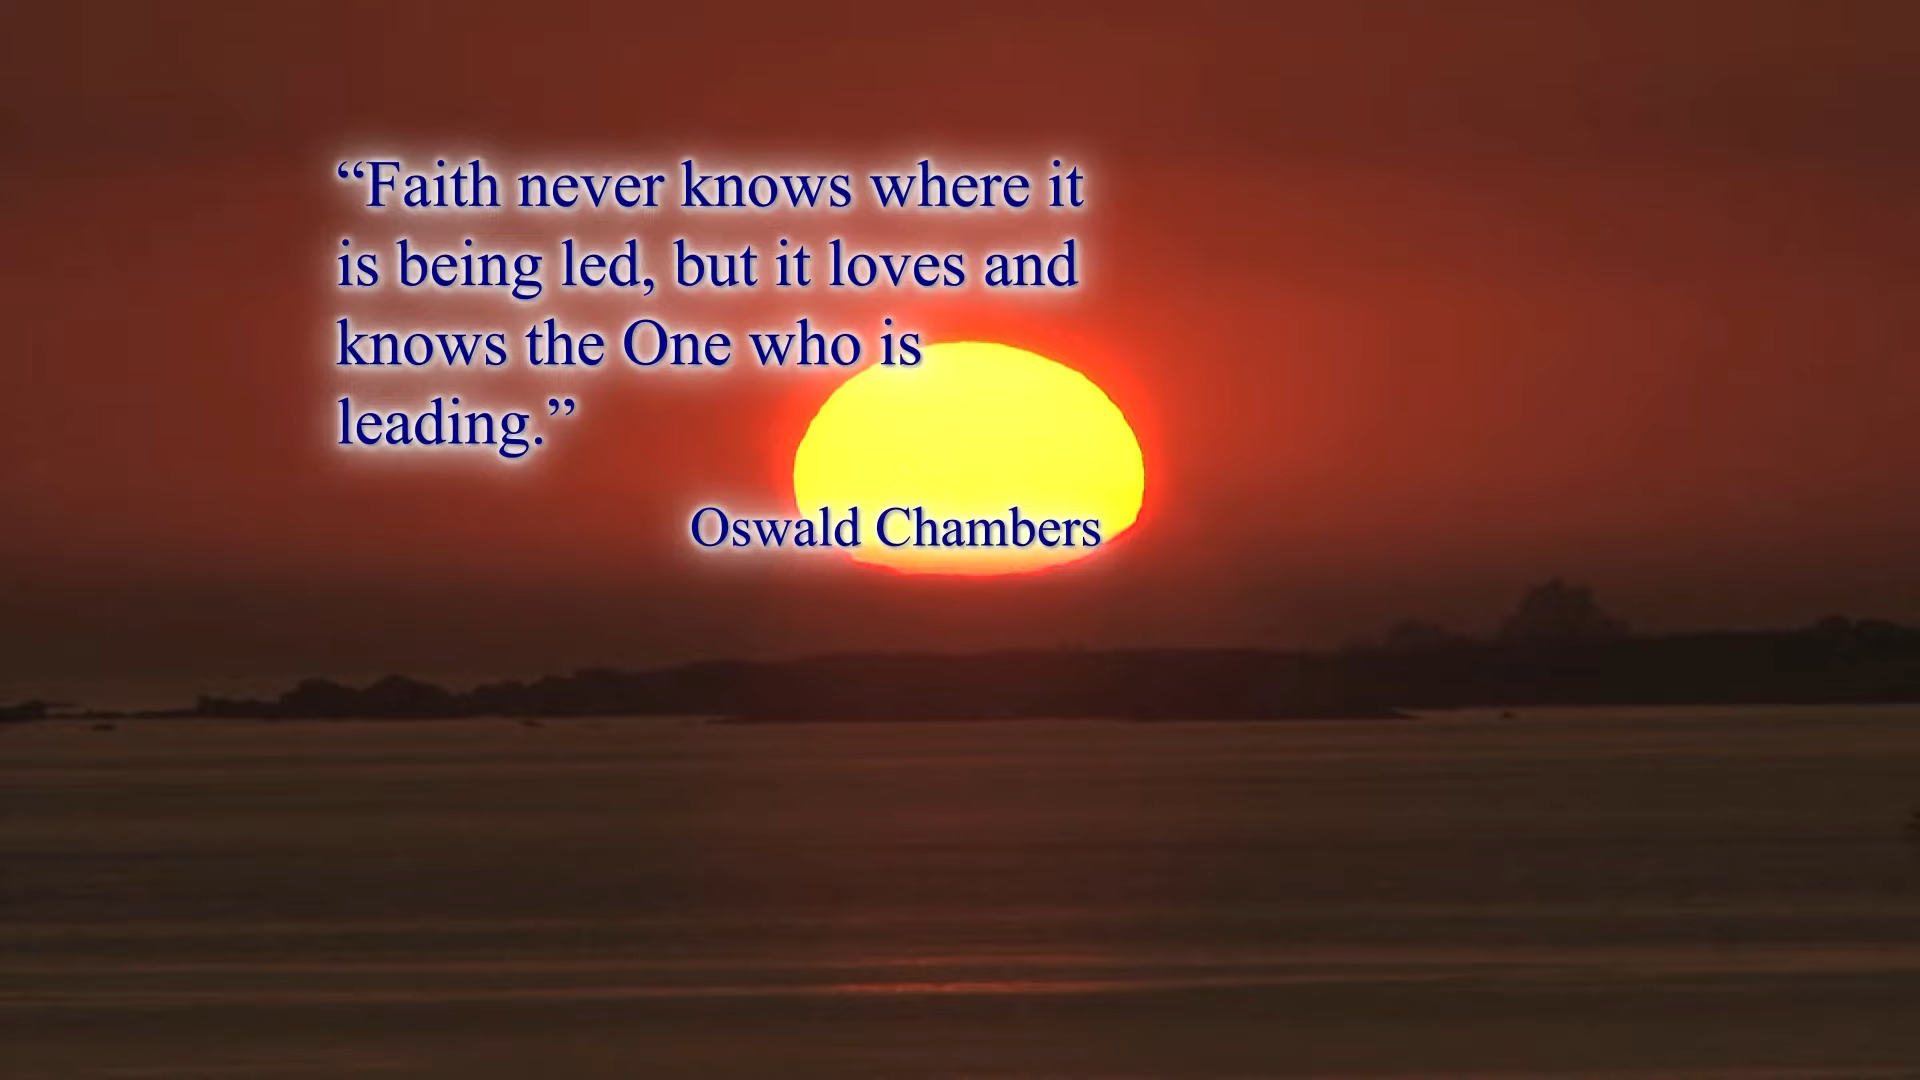 “Faith never knows where it
is being led, but it loves and
knows the One who is
leading.”
Oswald Chambers